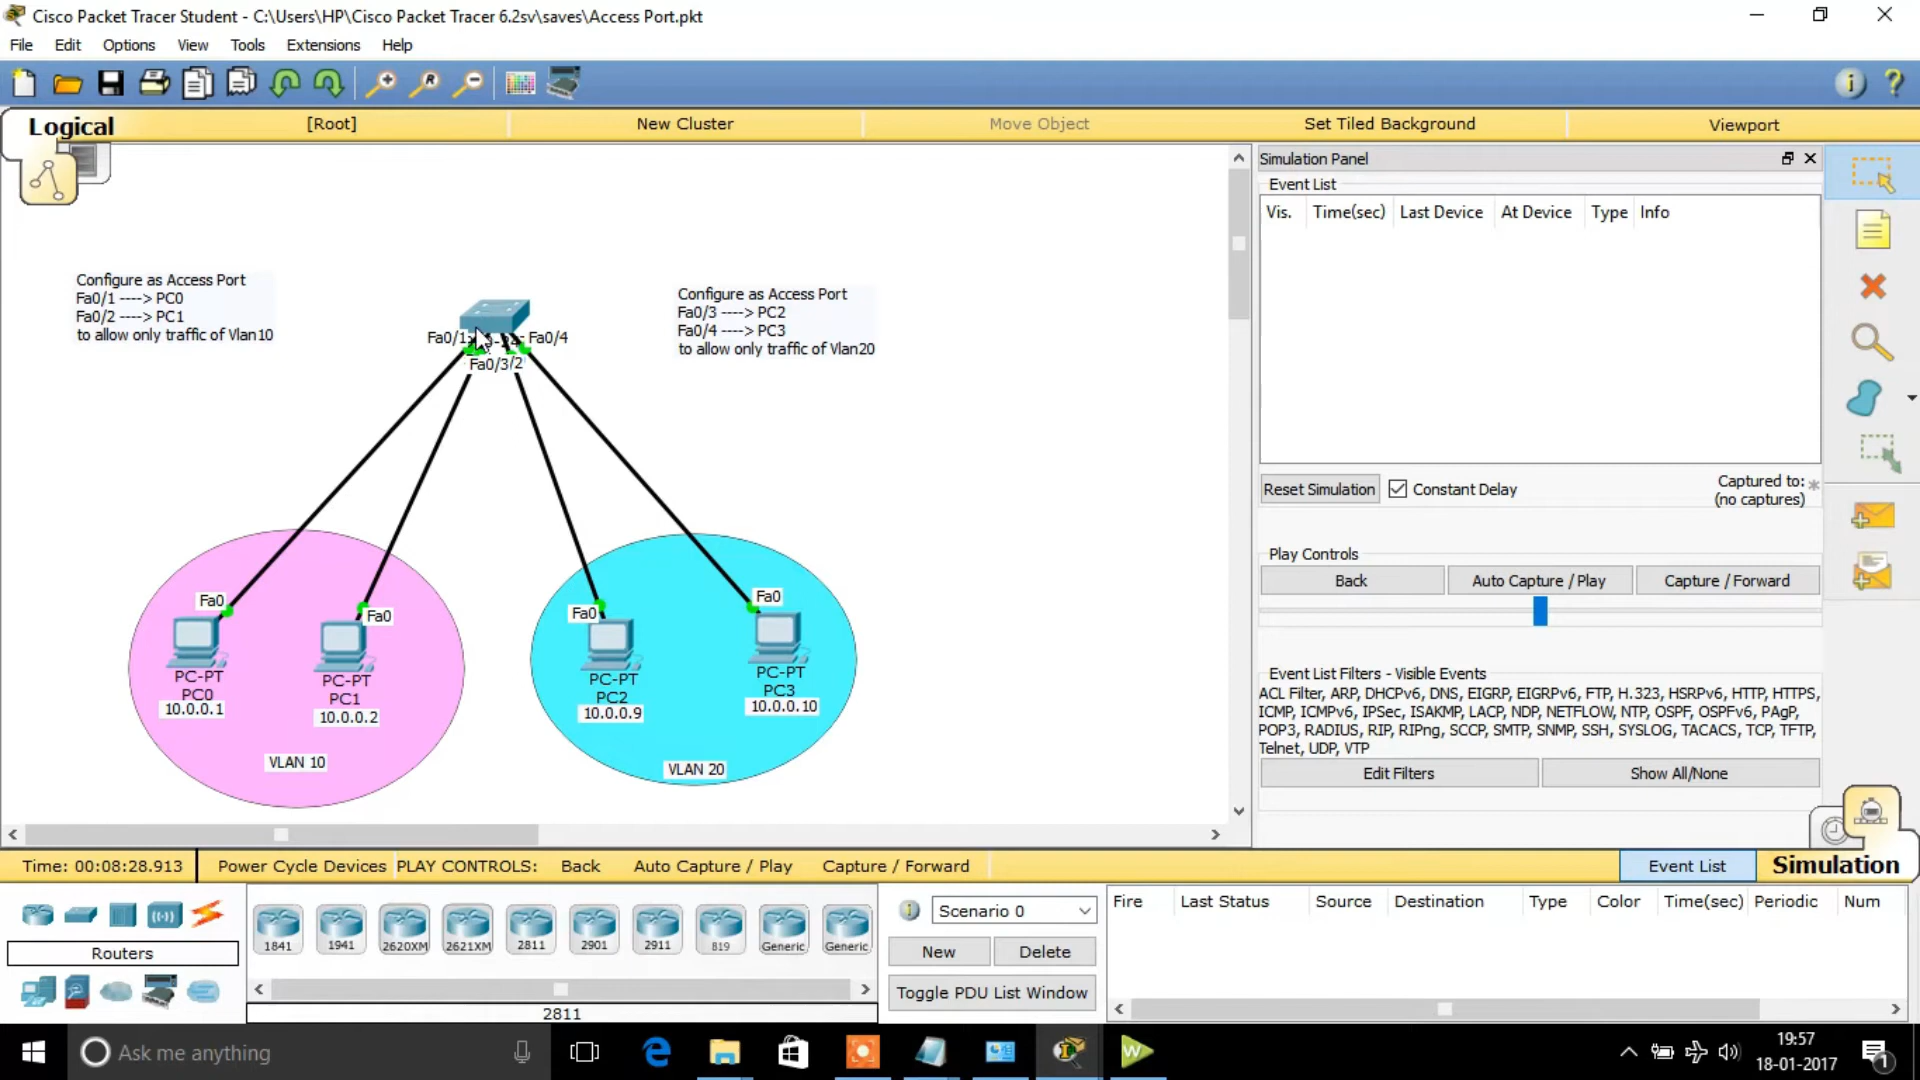 Cisco Packet Tracer Student - C:\Users\HP\Cisco Packet Tracer 6.2sv\saves\Access Port.pkt
File Edit Options View Tools Extensions Help
Logical [Root] New Cluster Move Object Set Tiled Background Viewport
Configure as Access Port
Fa0/1 ----> PC0
Fa0/2 ----> PC1
to allow only traffic of Vlan10
Configure as Access Port
Fa0/3 ----> PC2
Fa0/4 ----> PC3
to allow only traffic of Vlan20
Fa0/1
Fa0/4
Fa0/3/2
Fa0
Fa0
Fa0
Fa0
PC-PT
PC0
10.0.0.1
PC-PT
PC1
10.0.0.2
PC-PT
PC2
10.0.0.9
PC-PT
PC3
10.0.0.10
VLAN 10
VLAN 20
Simulation Panel
Event List
Vis. Time(sec) Last Device At Device Type Info
Reset Simulation Constant Delay
Captured to:
(no captures)
*
Play Controls
Back Auto Capture / Play Capture / Forward
Event List Filters - Visible Events
ACL Filter, ARP, DHCPv6, DNS, EIGRP, EIGRPv6, FTP, H.323, HSRPv6, HTTP, HTTPS,
ICMP, ICMPv6, IPSec, ISAKMP, LACP, NDP, NETFLOW, NTP, OSPF, OSPFv6, PAgP,
POP3, RADIUS, RIP, RIPng, SCCP, SMTP, SNMP, SSH, SYSLOG, TACACS, TCP, TFTP,
Telnet, UDP, VTP
Edit Filters Show All/None
Time: 00:08:28.913 Power Cycle Devices PLAY CONTROLS: Back Auto Capture / Play Capture / Forward Event List Simulation
Routers
1841 1941 2620XM 2621XM 2811 2901 2911 819 Generic Generic
2811
Scenario 0
New Delete
Toggle PDU List Window
Fire Last Status Source Destination Type Color Time(sec) Periodic Num
Ask me anything
19:57
18-01-2017
1